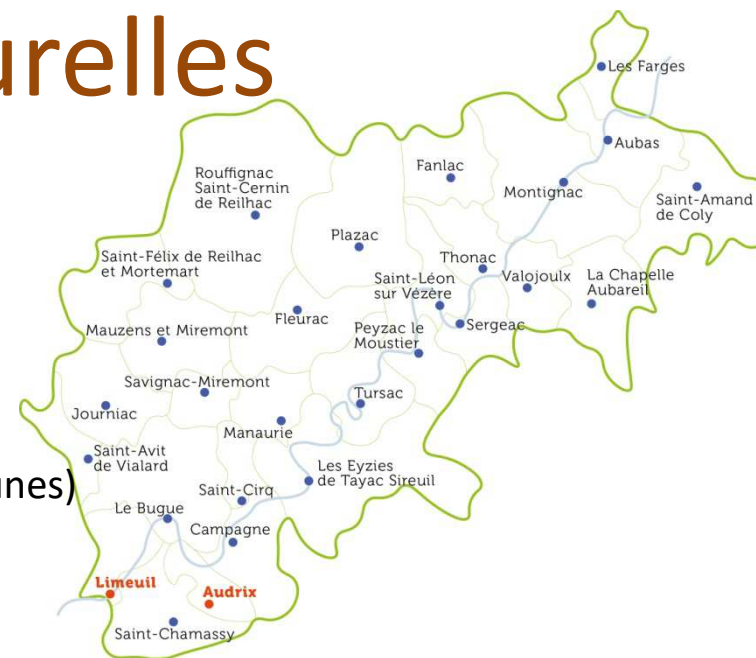 urelles
Les Farges
Aubas
Fanlac
Montignac
Rouffignac
Saint-Cernin
de Reilhac
Saint-Amand
de Coly
Plazac
Saint-Félix de Reilhac
et Mortemart
Thonac
Saint-Léon
sur Vézère
Valojoulx
La Chapelle
Aubareil
Fleurac
Sergeac
Mauzens et Miremont
Peyzac le
Moustier
Savignac-Miremont
Tursac
Journiac
Manaurie
Saint-Avit
de Vialard
Les Eyzies
de Tayac Sireuil
unes)
Saint-Cirq
Le Bugue
Campagne
Limeuil
Audrix
Saint-Chamassy